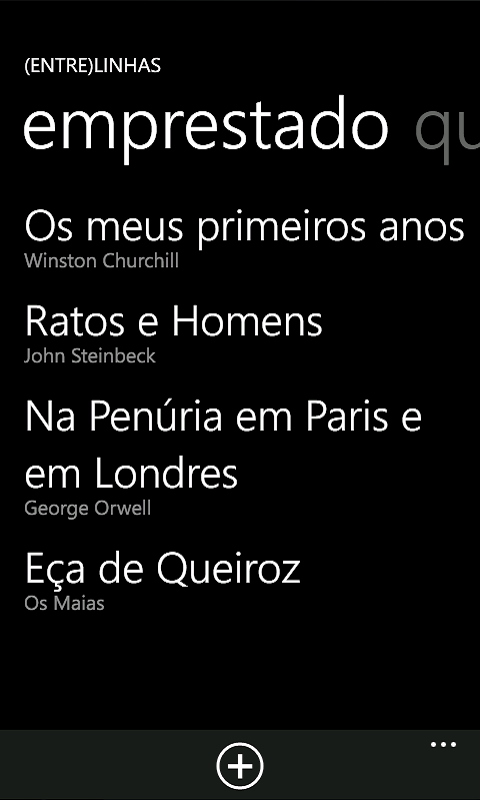 (ENTRE)LINHAS
emprestado qu
Os meus primeiros anos
Winston Churchill
Ratos e Homens
John Steinbeck
Na Penúria em Paris e
em Londres
George Orwell
Eça de Queiroz
Os Maias